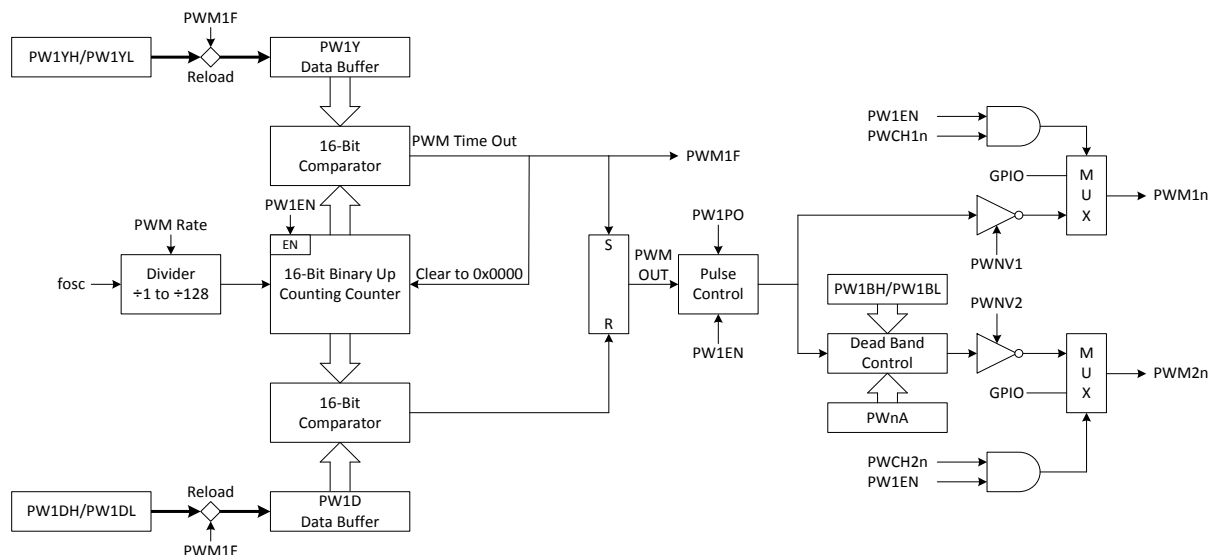 PWM1F
PW1YH/PW1YL
Reload
PW1Y
Data Buffer
16-Bit
Comparator
PWM Time Out
PWM1F
PW1EN
EN
PWM Rate
fosc
Divider
÷1 to ÷128
16-Bit Binary Up
Counting Counter
Clear to 0x0000
S
R
PWM
OUT
PW1PO
Pulse
Control
PW1EN
16-Bit
Comparator
PW1D
Data Buffer
Reload
PW1DH/PW1DL
PWM1F
PW1EN
PWCH1n
GPIO
M
U
X
PWM1n
PWNV1
PW1BH/PW1BL
Dead Band
Control
PWnA
PWNV2
M
U
X
GPIO
PWM2n
PWCH2n
PW1EN